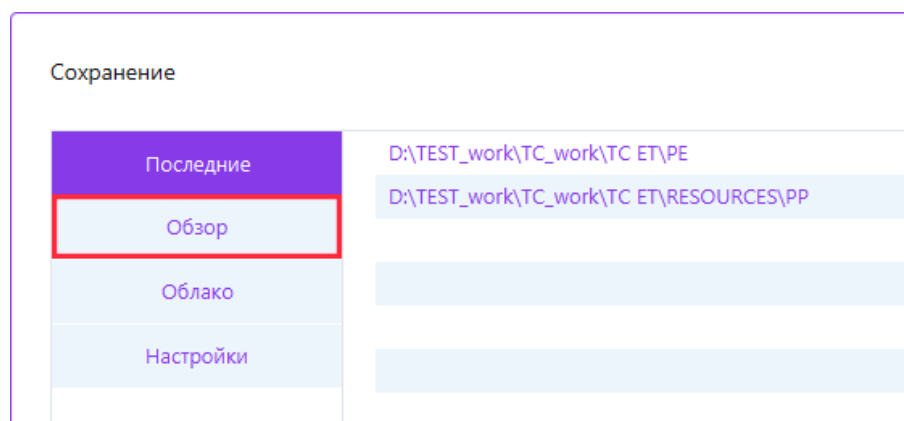 Сохранение
Последние
Обзор
Облако
Настройки
D:\TEST_work\TC_work\TC ET\PE
D:\TEST_work\TC_work\TC ET\RESOURCES\PP